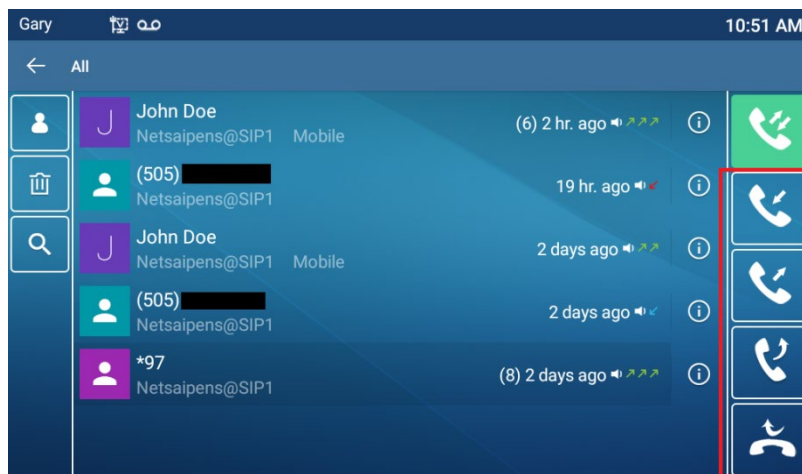 Gary
10:51 AM
All
J
John Doe
Netsaipens@SIP1 Mobile
(6) 2 hr. ago
(505)
Netsaipens@SIP1
19 hr. ago
J
John Doe
Netsaipens@SIP1 Mobile
2 days ago
(505)
Netsaipens@SIP1
2 days ago
*97
Netsaipens@SIP1
(8) 2 days ago